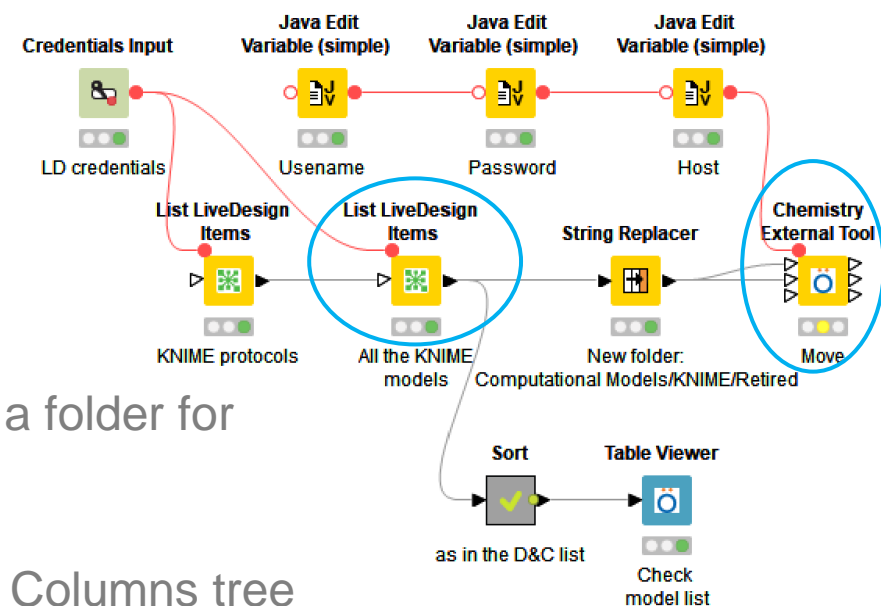 Java Edit
Variable (simple)
Java Edit
Variable (simple)
Java Edit
Variable (simple)
Credentials Input
LD credentials
Usename
Password
Host
List LiveDesign
Items
List LiveDesign
Items
String Replacer
Chemistry
External Tool
KNIME protocols
All the KNIME
models
New folder:
Computational Models/KNIME/Retired
Move
a folder for
Sort
Table Viewer
as in the D&C list
Check
model list
Columns tree